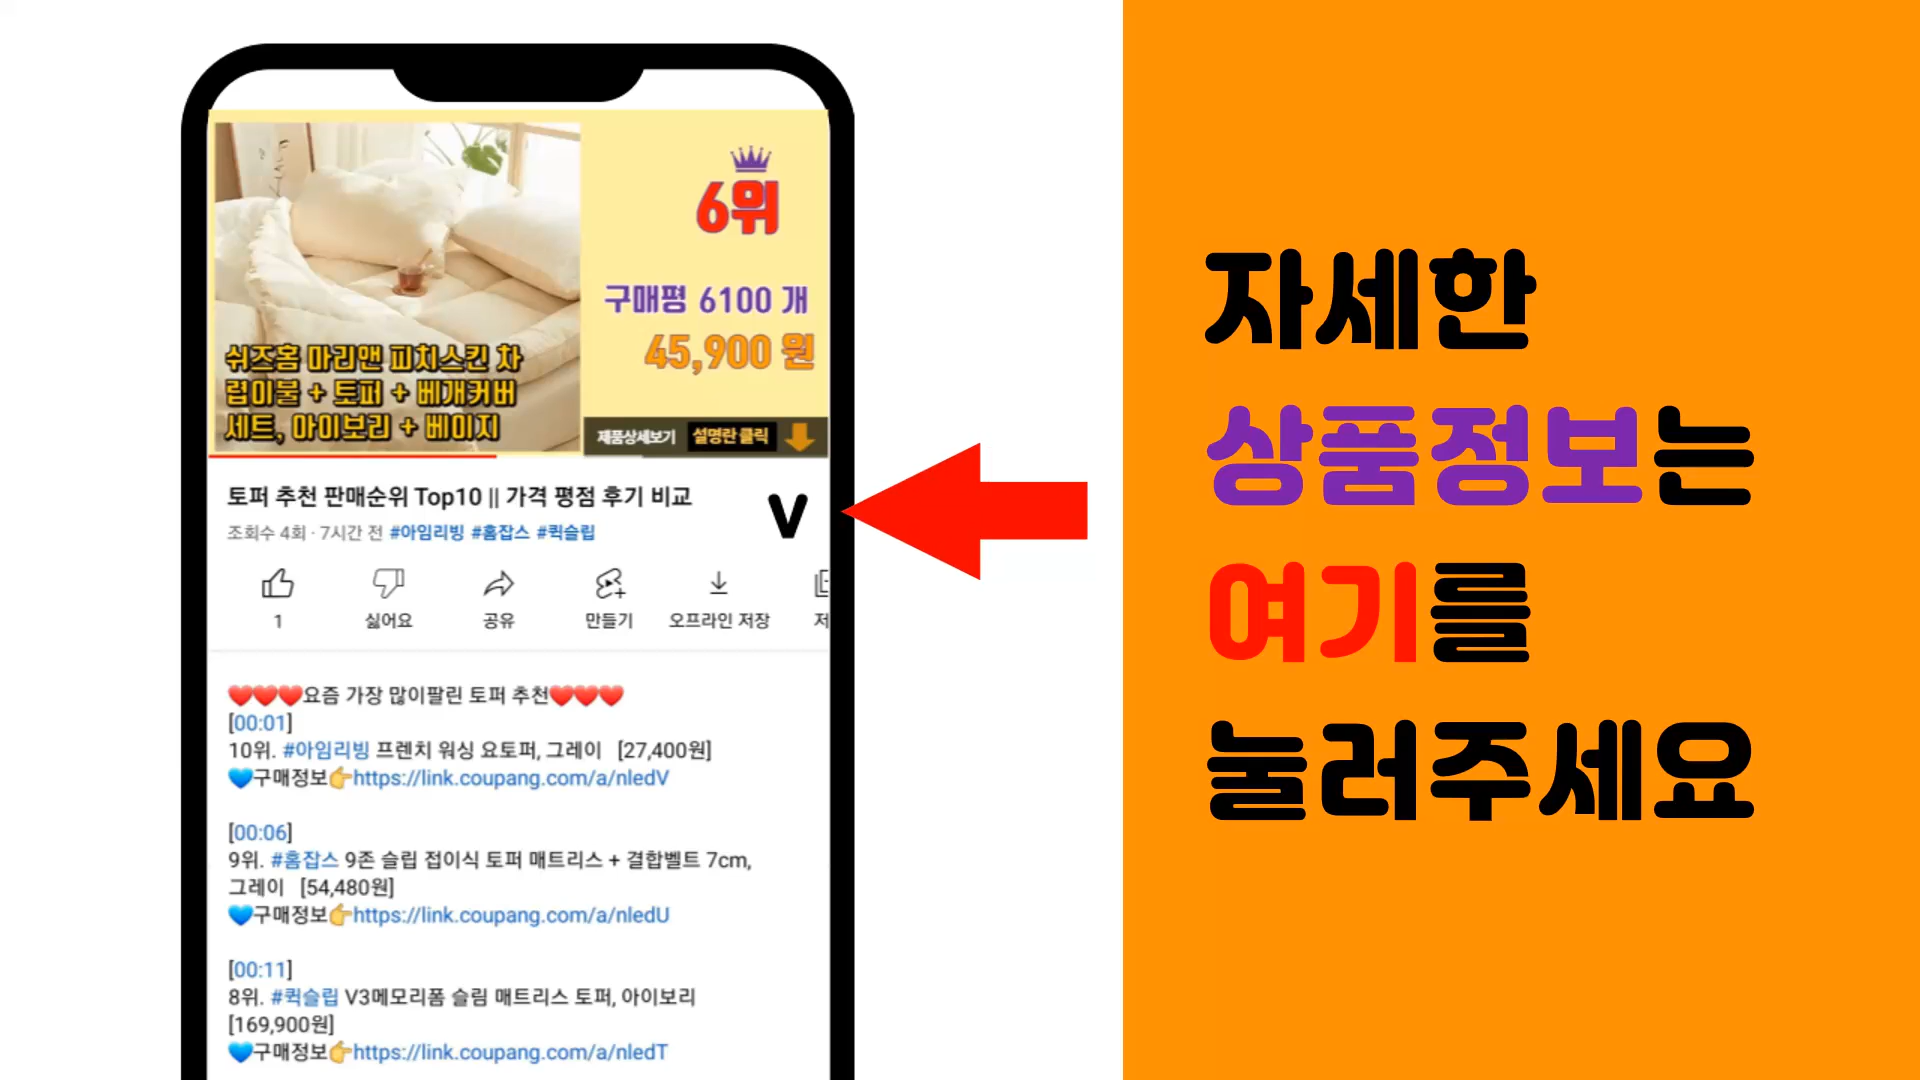 6위
구매평 6100 개
45,900 원
쉬즈홈 마리앤 피치스킨 차
렵이불 + 토퍼 + 베개커버
세트, 아이보리 + 베이지
제품상세보기 설명란 클릭
토퍼 추천 판매순위 Top10 || 가격 평점 후기 비교
V
조회수 4회 · 7시간 전 #아임리빙 #홈잡스 #퀵슬립
1 싫어요 공유 만들기 오프라인 저장 저
❤️❤️❤️요즘 가장 많이팔린 토퍼 추천❤️❤️❤️
[00:01]
10위. #아임리빙 프렌치 워싱 요토퍼, 그레이 [27,400원]
💙구매정보👉https://link.coupang.com/a/nledV
[00:06]
9위. #홈잡스 9존 슬립 접이식 토퍼 매트리스 + 결합벨트 7cm,
그레이 [54,480원]
💙구매정보👉https://link.coupang.com/a/nledU
[00:11]
8위. #퀵슬립 V3메모리폼 슬림 매트리스 토퍼, 아이보리
[169,900원]
💙구매정보👉https://link.coupang.com/a/nledT
자세한
상품정보는
여기를
눌러주세요